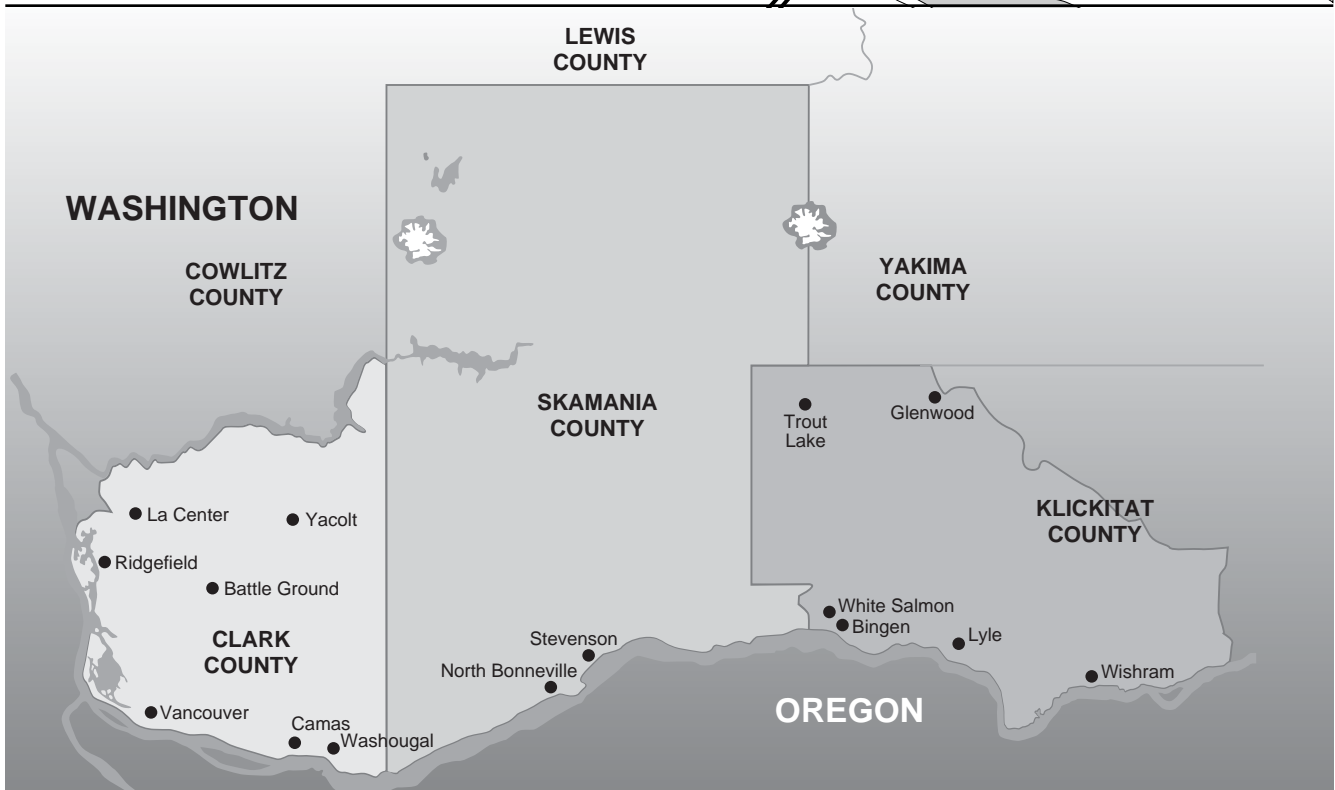 LEWIS
COUNTY
WASHINGTON
COWLITZ
COUNTY
YAKIMA
COUNTY
SKAMANIA
COUNTY
Trout
Lake
Glenwood
La Center
Yacolt
KLICKITAT
COUNTY
Ridgefield
Battle Ground
White Salmon
Bingen
CLARK
COUNTY
Stevenson
Lyle
North Bonneville
Wishram
Vancouver
OREGON
Camas
Washougal